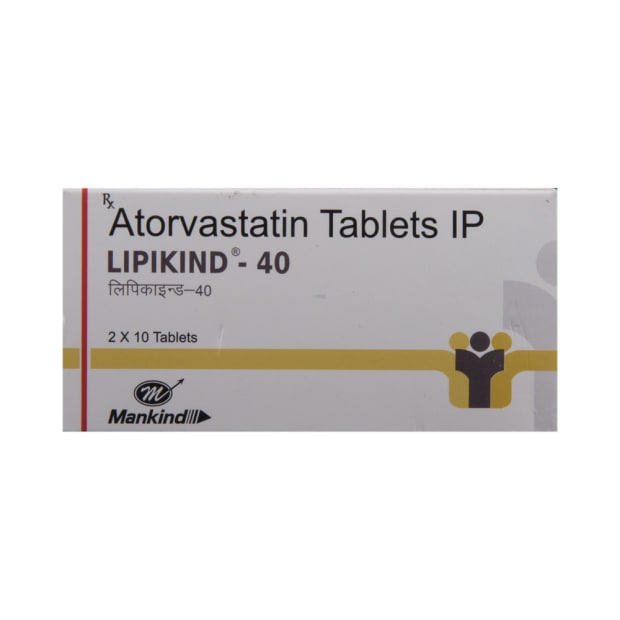 Rx
Atorvastatin Tablets IP
LIPIKIND®- 40
लिपिकाइन्ड–40
2 X 10 Tablets
m
Mankind